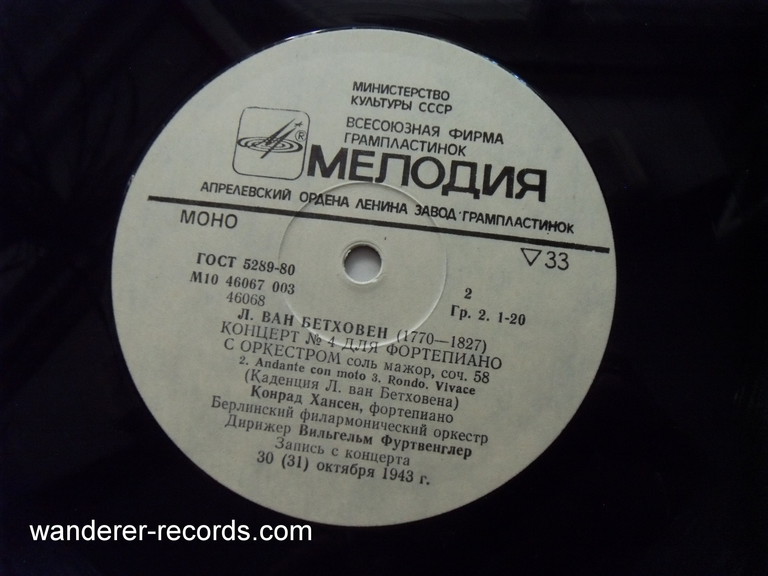 МИНИСТЕРСТВО
КУЛЬТУРЫ СССР
ВСЕСОЮЗНАЯ ФИРМА
ГРАМПЛАСТИНОК
®
МЕЛОДИЯ
АПРЕЛЕВСКИЙ ОРДЕНА ЛЕНИНА ЗАВОД·ГРАМПЛАСТИНОК
МОНО
▽33
ГОСТ 5289-80
М10 46067 003
46068
2
Гр. 2. 1-20
Л. ВАН БЕТХОВЕН (1770—1827)
КОНЦЕРТ № 4 ДЛЯ ФОРТЕПИАНО
С ОРКЕСТРОМ соль мажор, соч. 58
2. Andante con moto 3. Rondo. Vivace
(Каденция Л. ван Бетховена)
Конрад Хансен, фортепиано
Берлинский филармонический оркестр
Дирижер Вильгельм Фуртвенглер
Запись с концерта
30 (31) октября 1943 г.
wanderer-records.com